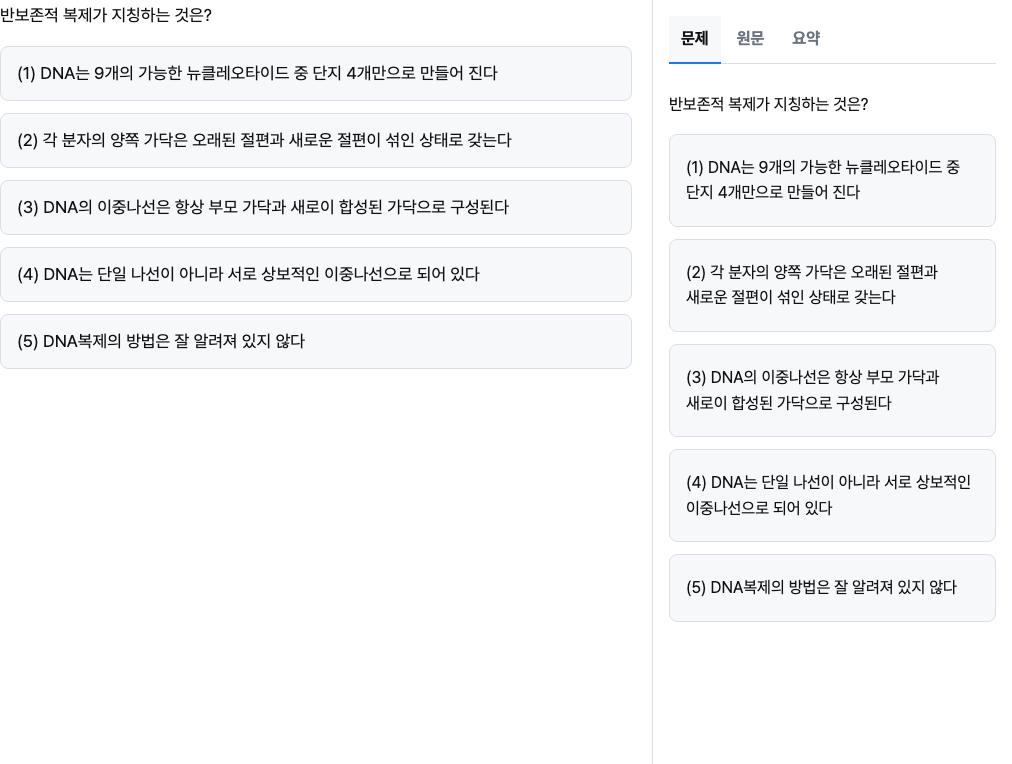 반보존적 복제가 지칭하는 것은?
(1) DNA는 9개의 가능한 뉴클레오타이드 중 단지 4개만으로 만들어 진다
(2) 각 분자의 양쪽 가닥은 오래된 절편과 새로운 절편이 섞인 상태로 갖는다
(3) DNA의 이중나선은 항상 부모 가닥과 새로이 합성된 가닥으로 구성된다
(4) DNA는 단일 나선이 아니라 서로 상보적인 이중나선으로 되어 있다
(5) DNA복제의 방법은 잘 알려져 있지 않다
문제 원문 요약
반보존적 복제가 지칭하는 것은?
(1) DNA는 9개의 가능한 뉴클레오타이드 중
단지 4개만으로 만들어 진다
(2) 각 분자의 양쪽 가닥은 오래된 절편과
새로운 절편이 섞인 상태로 갖는다
(3) DNA의 이중나선은 항상 부모 가닥과
새로이 합성된 가닥으로 구성된다
(4) DNA는 단일 나선이 아니라 서로 상보적인
이중나선으로 되어 있다
(5) DNA복제의 방법은 잘 알려져 있지 않다